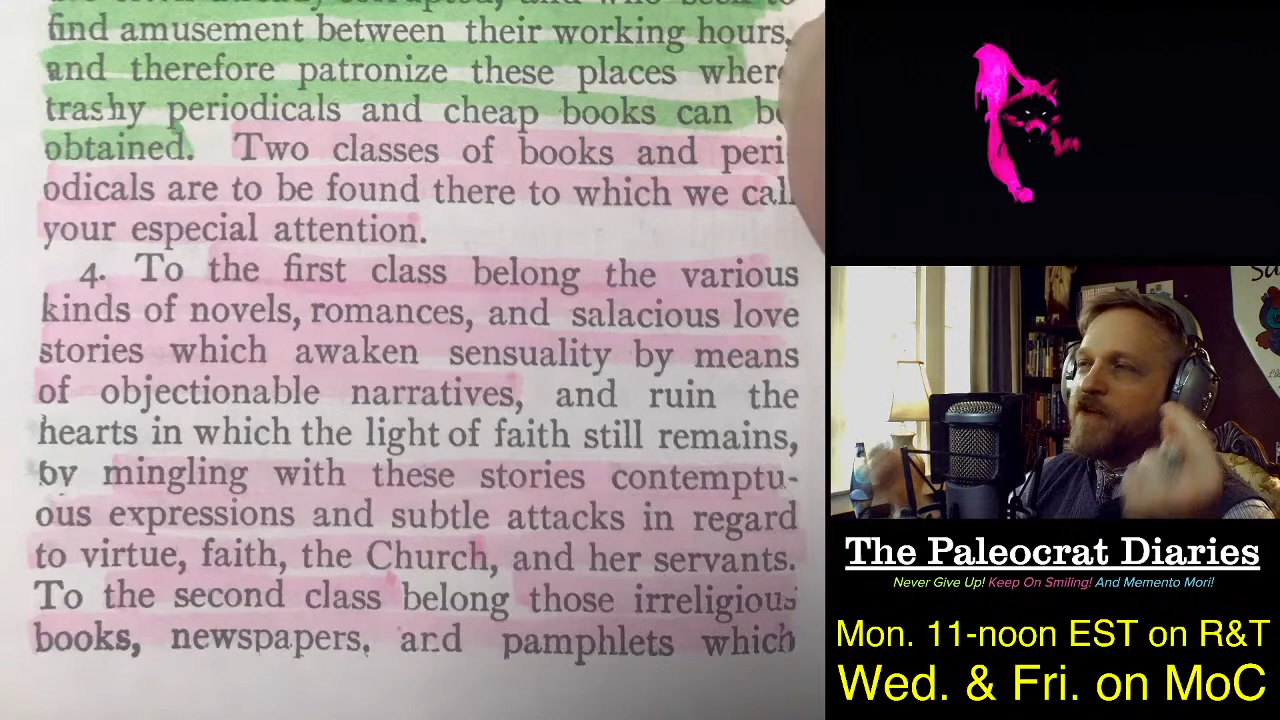 find amusement between their working hours,
and therefore patronize these places where
trashy periodicals and cheap books can be
obtained. Two classes of books and peri
odicals are to be found there to which we call
your especial attention.
4. To the first class belong the various
kinds of novels, romances, and salacious love
stories which awaken sensuality by means
of objectionable narratives, and ruin the
hearts in which the light of faith still remains,
by mingling with these stories contemptu-
ous expressions and subtle attacks in regard
to virtue, faith, the Church, and her servants.
To the second class belong those irreligious
books, newspapers, and pamphlets which
The Paleocrat Diaries
Never Give Up! Keep On Smiling! And Memento Mori!
Mon. 11-noon EST on R&T
Wed. & Fri. on MoC